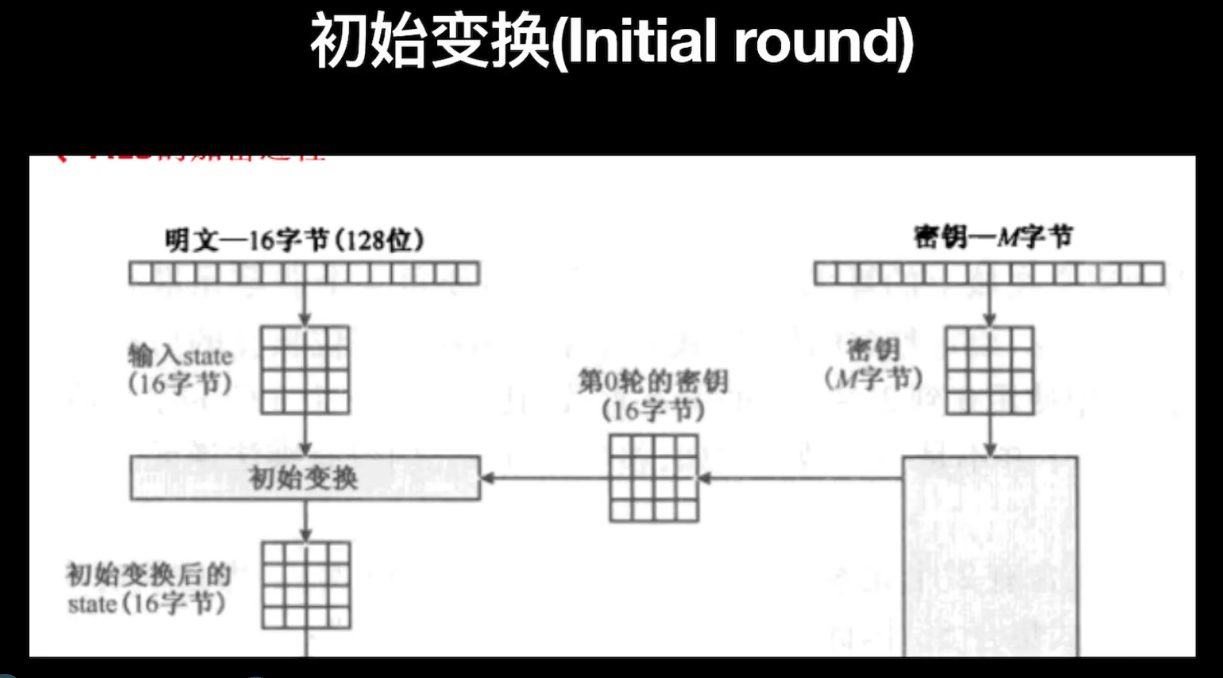 初始变换(Initial round)
明文—16字节(128位)
密钥—M字节
输入state
(16字节)
密钥
(M字节)
第0轮的密钥
(16字节)
初始变换
初始变换后的
state(16字节)